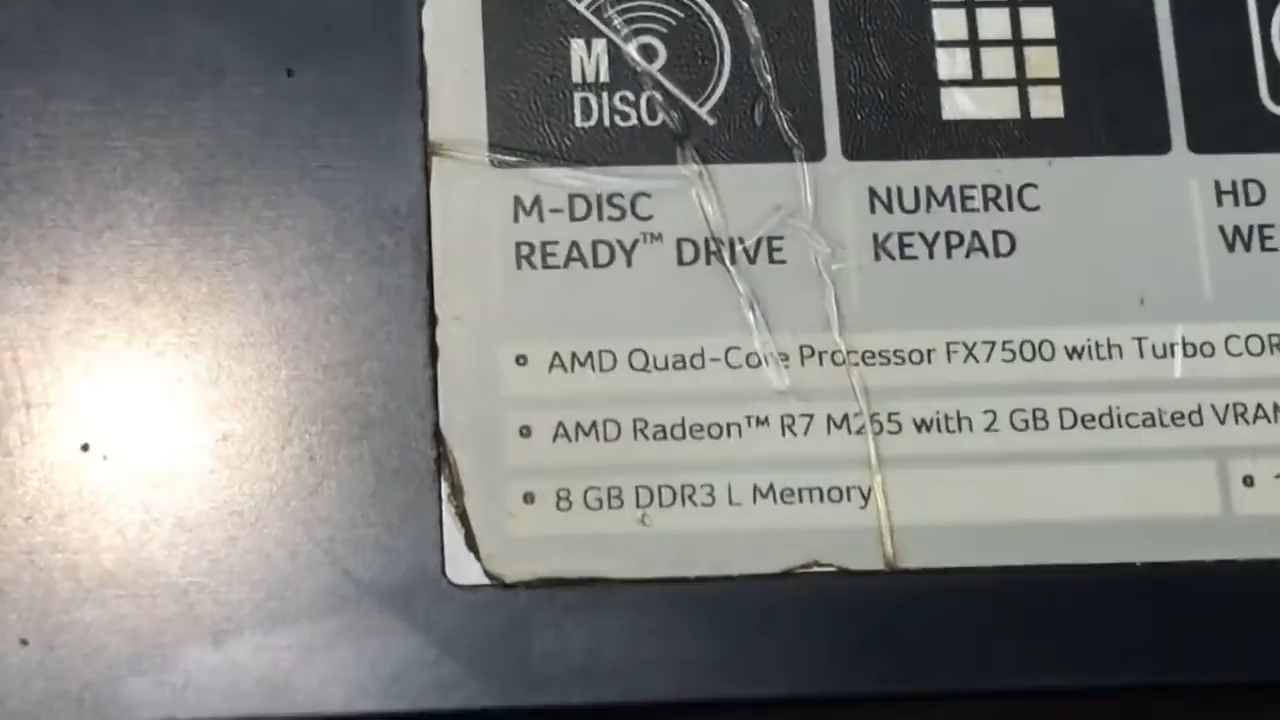 M
DISC
M-DISC
READY™ DRIVE
NUMERIC
KEYPAD
HD
WE
• AMD Quad-Core Processor FX7500 with Turbo COR
• AMD Radeon™ R7 M265 with 2 GB Dedicated VRA
• 8 GB DDR3 L Memory
•